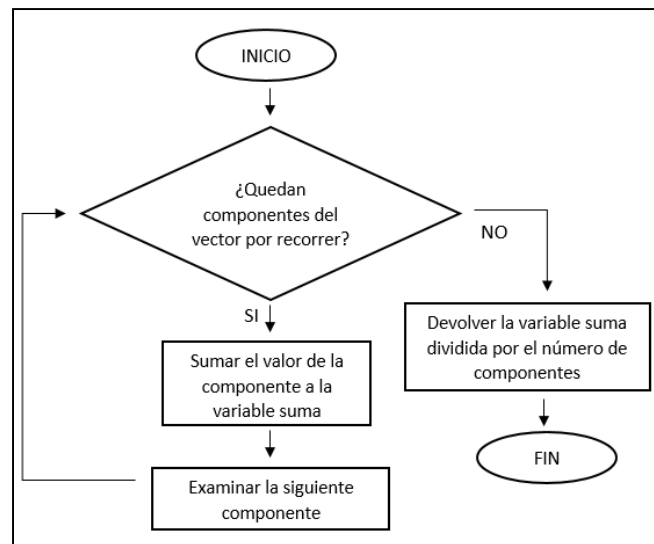 INICIO
¿Quedan
componentes del
vector por recorrer?
NO
SI
Devolver la variable suma
dividida por el número de
componentes
Sumar el valor de la
componente a la
variable suma
FIN
Examinar la siguiente
componente